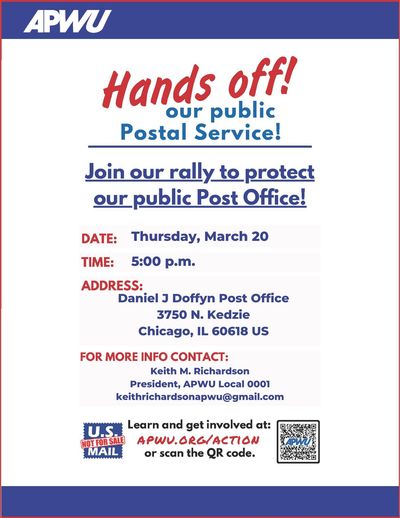 APWU
Hands off!
our public
Postal Service!
Join our rally to protect
our public Post Office!
DATE: Thursday, March 20
TIME: 5:00 p.m.
ADDRESS:
Daniel J Doffyn Post Office
3750 N. Kedzie
Chicago, IL 60618 US
FOR MORE INFO CONTACT:
Keith M. Richardson
President, APWU Local 0001
keithrichardsonapwu@gmail.com
U.S.
NOT FOR SALE
MAIL
Learn and get involved at:
APWU.ORG/ACTION
or scan the QR code.
APWU